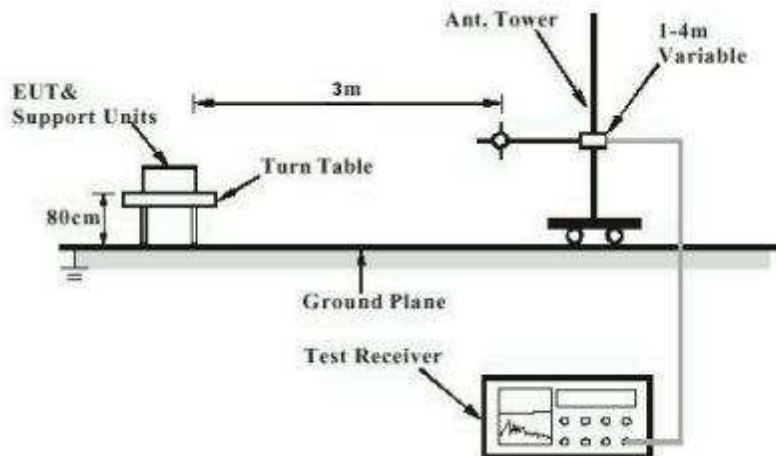 Ant. Tower
1-4m
Variable
EUT&
Support Units
3m
Turn Table
80cm
Ground Plane
Test Receiver